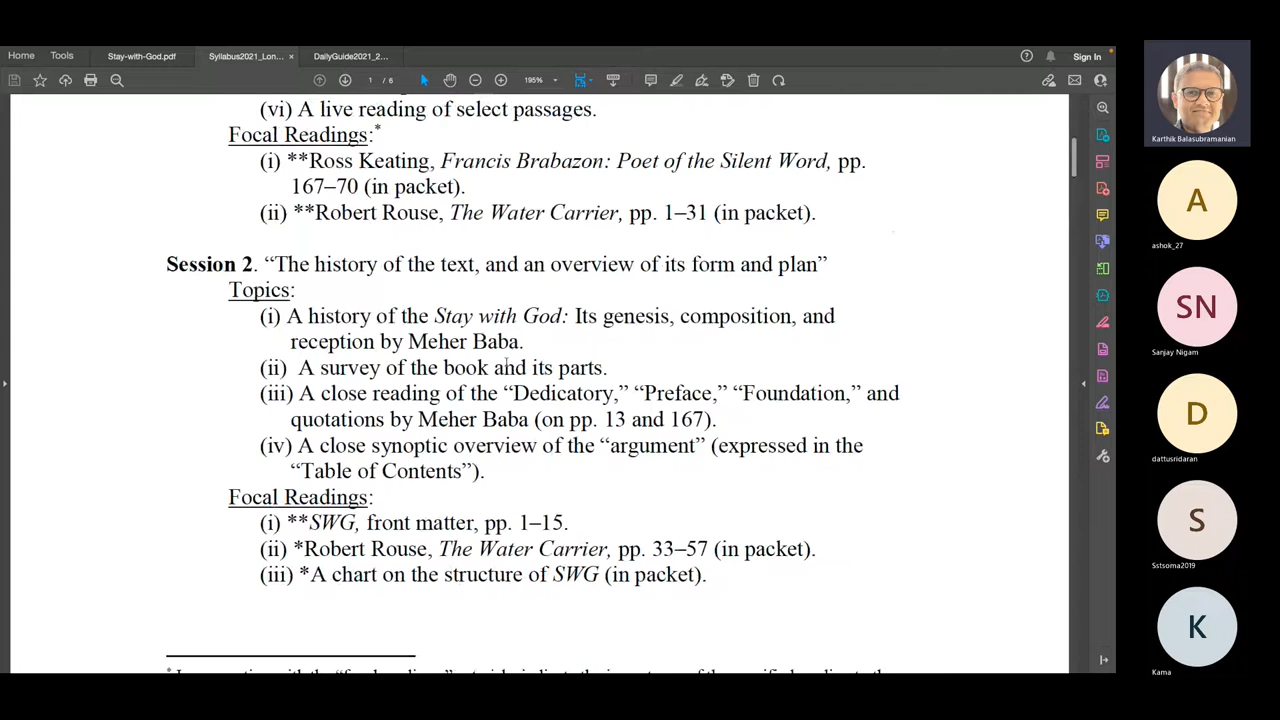 Home Tools Stay-with-God.pdf Syllabus2021_Lon... × DailyGuide2021_2... Sign In
1 / 6 195%
(vi) A live reading of select passages.
Focal Readings:*
(i) **Ross Keating, Francis Brabazon: Poet of the Silent Word, pp.
167–70 (in packet).
(ii) **Robert Rouse, The Water Carrier, pp. 1–31 (in packet).
Session 2. “The history of the text, and an overview of its form and plan”
Topics:
(i) A history of the Stay with God: Its genesis, composition, and
reception by Meher Baba.
(ii) A survey of the book and its parts.
(iii) A close reading of the “Dedicatory,” “Preface,” “Foundation,” and
quotations by Meher Baba (on pp. 13 and 167).
(iv) A close synoptic overview of the “argument” (expressed in the
“Table of Contents”).
Focal Readings:
(i) **SWG, front matter, pp. 1–15.
(ii) *Robert Rouse, The Water Carrier, pp. 33–57 (in packet).
(iii) *A chart on the structure of SWG (in packet).
Karthik Balasubramanian
A
ashok_27
SN
Sanjay Nigam
D
dattusridaran
S
Sstsoma2019
K
Kama